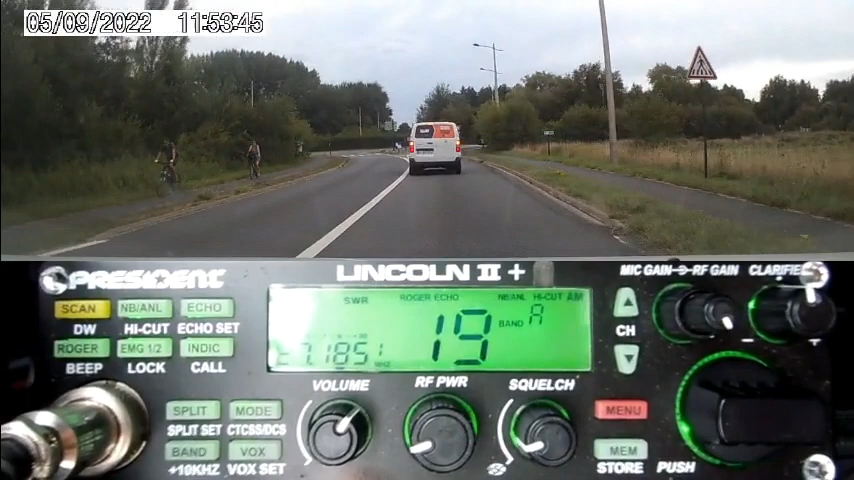 05/09/2022 11:53:45
PRESIDENT
LINCOLN II +
MIC GAIN RF GAIN CLARIFIER
SCAN NB/ANL ECHO
DW HI-CUT ECHO SET
ROGER EMG 1/2 INDIC
BEEP LOCK CALL
SWR ROGER ECHO NB/ANL HI-CUT AM
19 BAND A
27.185
MHZ
CH
VOLUME RF PWR SQUELCH
SPLIT MODE
SPLIT SET CTCSS/DCS
BAND VOX
+10KHZ VOX SET
MENU
MEM
STORE PUSH
- +